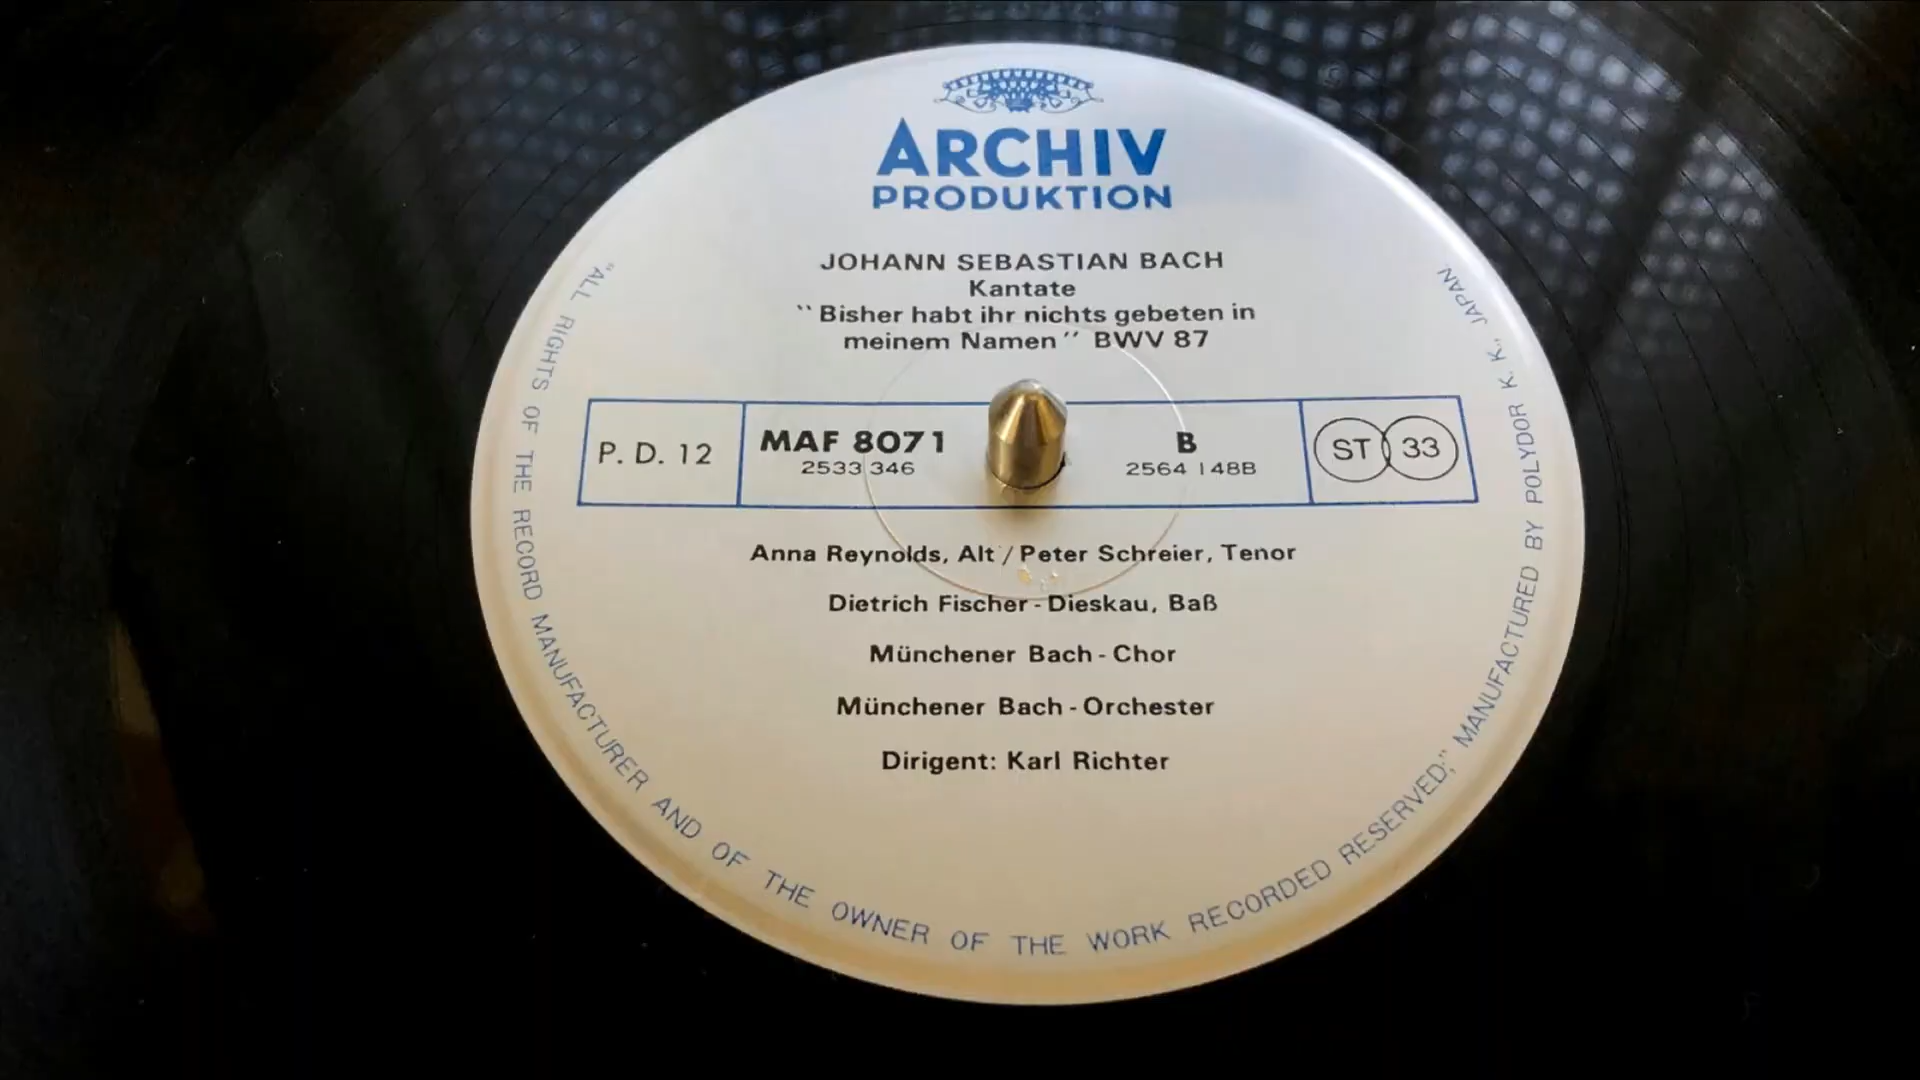 ARCHIV
PRODUKTION
JOHANN SEBASTIAN BACH
Kantate
“Bisher habt ihr nichts gebeten in
meinem Namen” BWV 87
P. D. 12
MAF 8071
2533 346
B
2564 148B
ST 33
Anna Reynolds, Alt / Peter Schreier, Tenor
Dietrich Fischer - Dieskau, Baß
Münchener Bach - Chor
Münchener Bach - Orchester
Dirigent: Karl Richter
"ALL RIGHTS OF THE RECORD MANUFACTURER AND OF THE OWNER OF THE WORK RECORDED RESERVED;" MANUFACTURED BY POLYDOR K. K., JAPAN